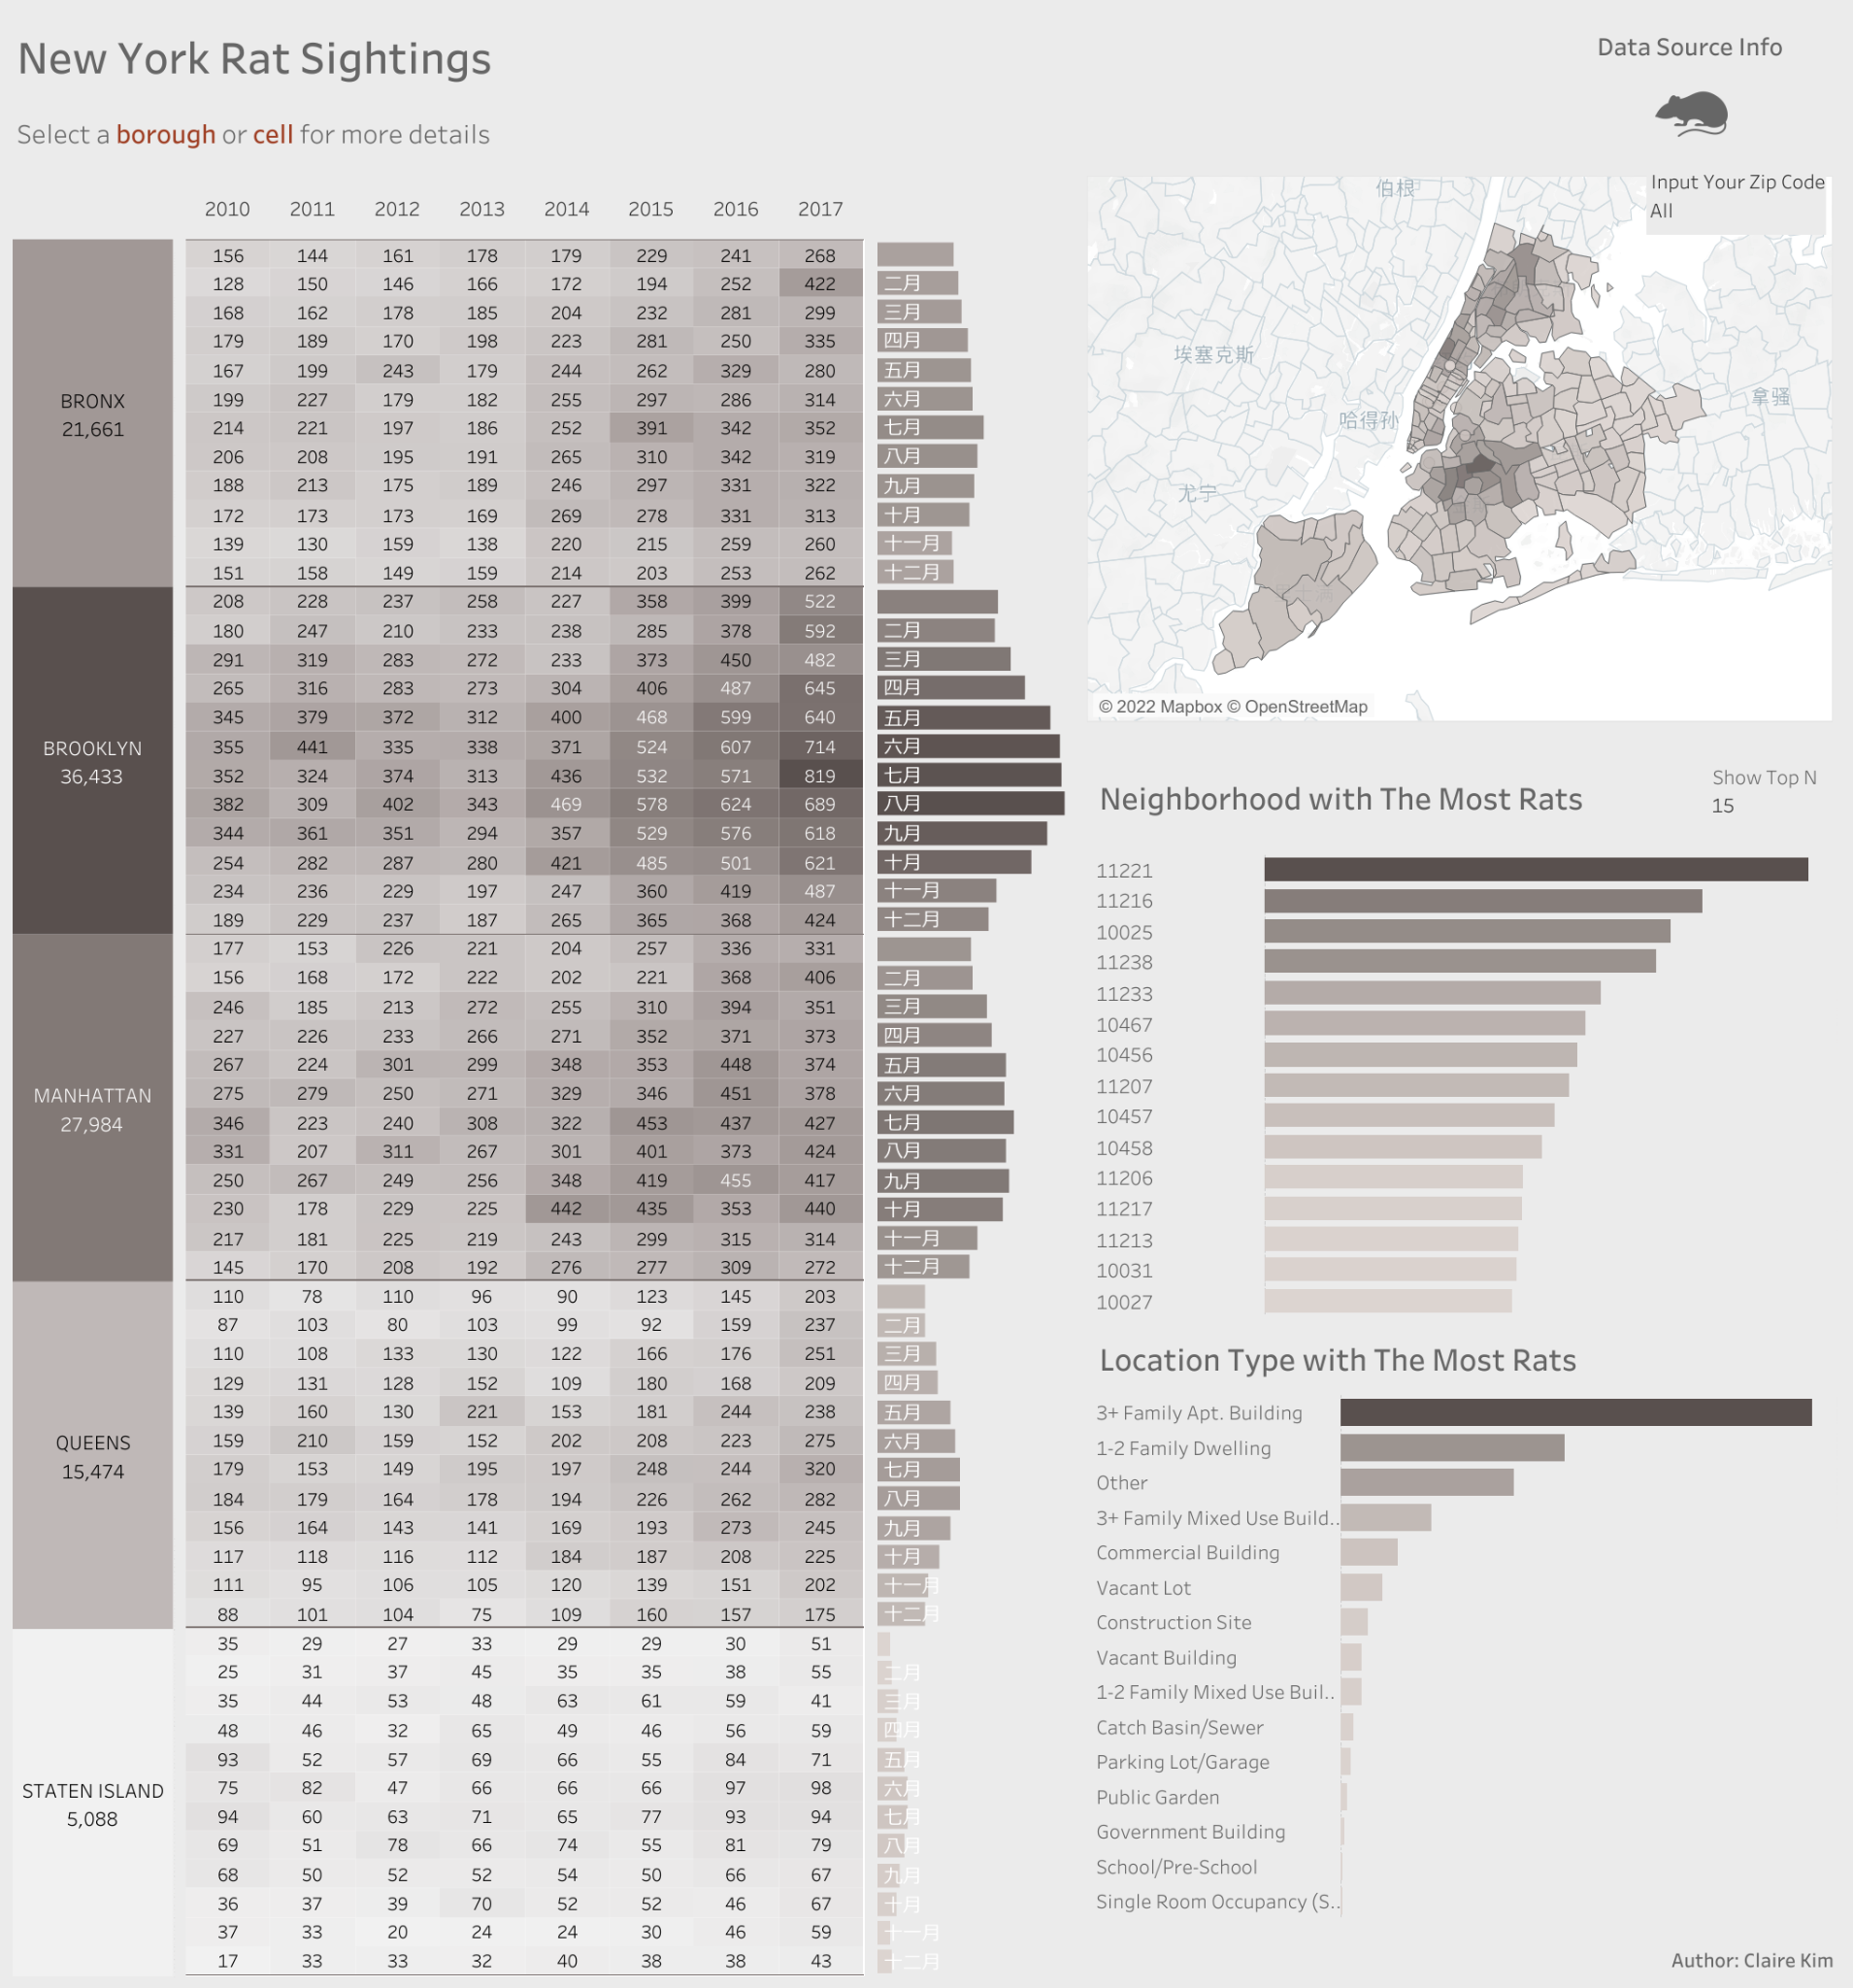 New York Rat Sightings
Data Source Info
Select a borough or cell for more details
Input Your Zip Code
All
2010 2011 2012 2013 2014 2015 2016 2017
BRONX
21,661
156 144 161 178 179 229 241 268
128 150 146 166 172 194 252 422 二月
168 162 178 185 204 232 281 299 三月
179 189 170 198 223 281 250 335 四月
167 199 243 179 244 262 329 280 五月
199 227 179 182 255 297 286 314 六月
214 221 197 186 252 391 342 352 七月
206 208 195 191 265 310 342 319 八月
188 213 175 189 246 297 331 322 九月
172 173 173 169 269 278 331 313 十月
139 130 159 138 220 215 259 260 十一月
151 158 149 159 214 203 253 262 十二月
BROOKLYN
36,433
208 228 237 258 227 358 399 522
180 247 210 233 238 285 378 592 二月
291 319 283 272 233 373 450 482 三月
265 316 283 273 304 406 487 645 四月
345 379 372 312 400 468 599 640 五月
355 441 335 338 371 524 607 714 六月
352 324 374 313 436 532 571 819 七月
382 309 402 343 469 578 624 689 八月
344 361 351 294 357 529 576 618 九月
254 282 287 280 421 485 501 621 十月
234 236 229 197 247 360 419 487 十一月
189 229 237 187 265 365 368 424 十二月
MANHATTAN
27,984
177 153 226 221 204 257 336 331
156 168 172 222 202 221 368 406 二月
246 185 213 272 255 310 394 351 三月
227 226 233 266 271 352 371 373 四月
267 224 301 299 348 353 448 374 五月
275 279 250 271 329 346 451 378 六月
346 223 240 308 322 453 437 427 七月
331 207 311 267 301 401 373 424 八月
250 267 249 256 348 419 455 417 九月
230 178 229 225 442 435 353 440 十月
217 181 225 219 243 299 315 314 十一月
145 170 208 192 276 277 309 272 十二月
QUEENS
15,474
110 78 110 96 90 123 145 203
87 103 80 103 99 92 159 237 二月
110 108 133 130 122 166 176 251 三月
129 131 128 152 109 180 168 209 四月
139 160 130 221 153 181 244 238 五月
159 210 159 152 202 208 223 275 六月
179 153 149 195 197 248 244 320 七月
184 179 164 178 194 226 262 282 八月
156 164 143 141 169 193 273 245 九月
117 118 116 112 184 187 208 225 十月
111 95 106 105 120 139 151 202 十一月
88 101 104 75 109 160 157 175 十二月
STATEN ISLAND
5,088
35 29 27 33 29 29 30 51
25 31 37 45 35 35 38 55 二月
35 44 53 48 63 61 59 41 三月
48 46 32 65 49 46 56 59 四月
93 52 57 69 66 55 84 71 五月
75 82 47 66 66 66 97 98 六月
94 60 63 71 65 77 93 94 七月
69 51 78 66 74 55 81 79 八月
68 50 52 52 54 50 66 67 九月
36 37 39 70 52 52 46 67 十月
37 33 20 24 24 30 46 59 十一月
17 33 33 32 40 38 38 43 十二月
伯根
埃塞克斯
拿骚
哈得孙
尤宁
© 2022 Mapbox © OpenStreetMap
Neighborhood with The Most Rats
Show Top N
15
11221
11216
10025
11238
11233
10467
10456
11207
10457
10458
11206
11217
11213
10031
10027
Location Type with The Most Rats
3+ Family Apt. Building
1-2 Family Dwelling
Other
3+ Family Mixed Use Build..
Commercial Building
Vacant Lot
Construction Site
Vacant Building
1-2 Family Mixed Use Buil..
Catch Basin/Sewer
Parking Lot/Garage
Public Garden
Government Building
School/Pre-School
Single Room Occupancy (S..
Author: Claire Kim